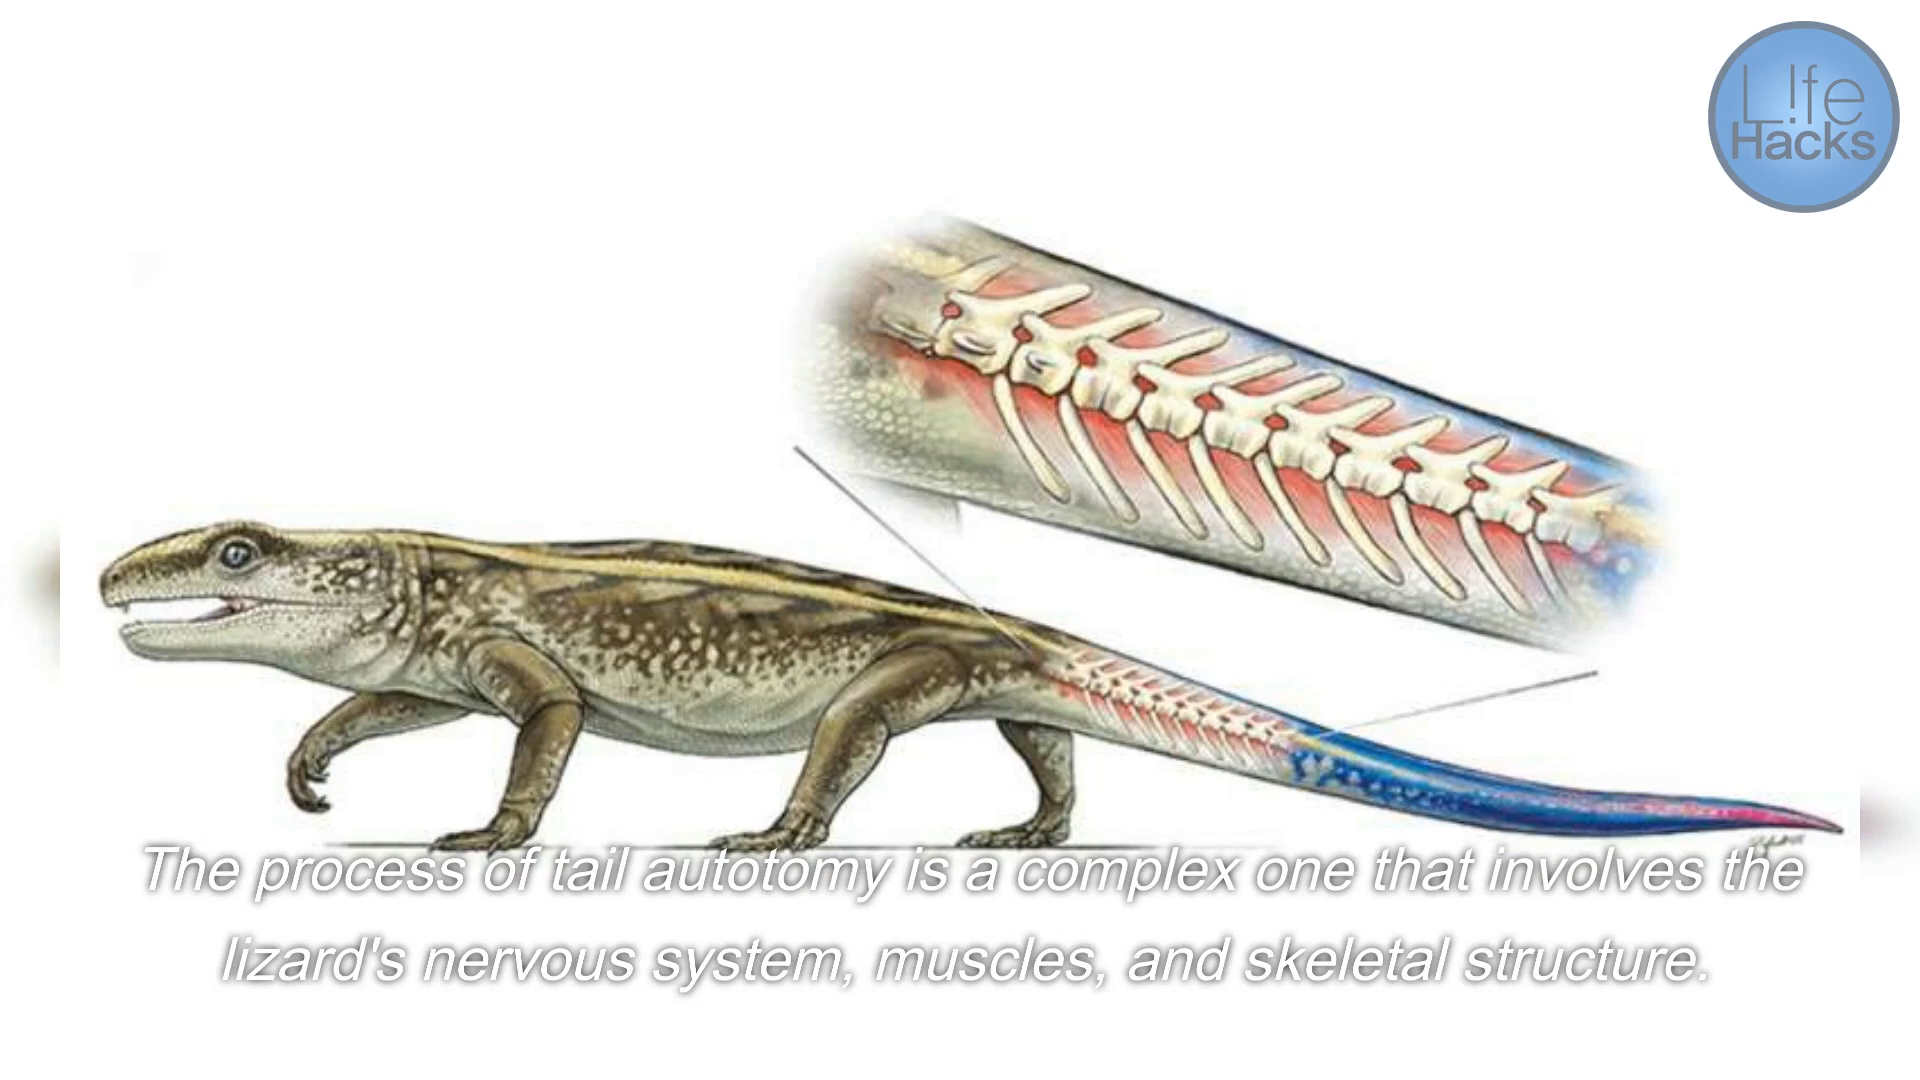 L!fe
Hacks
The process of tail autotomy is a complex one that involves the
lizard's nervous system, muscles, and skeletal structure.